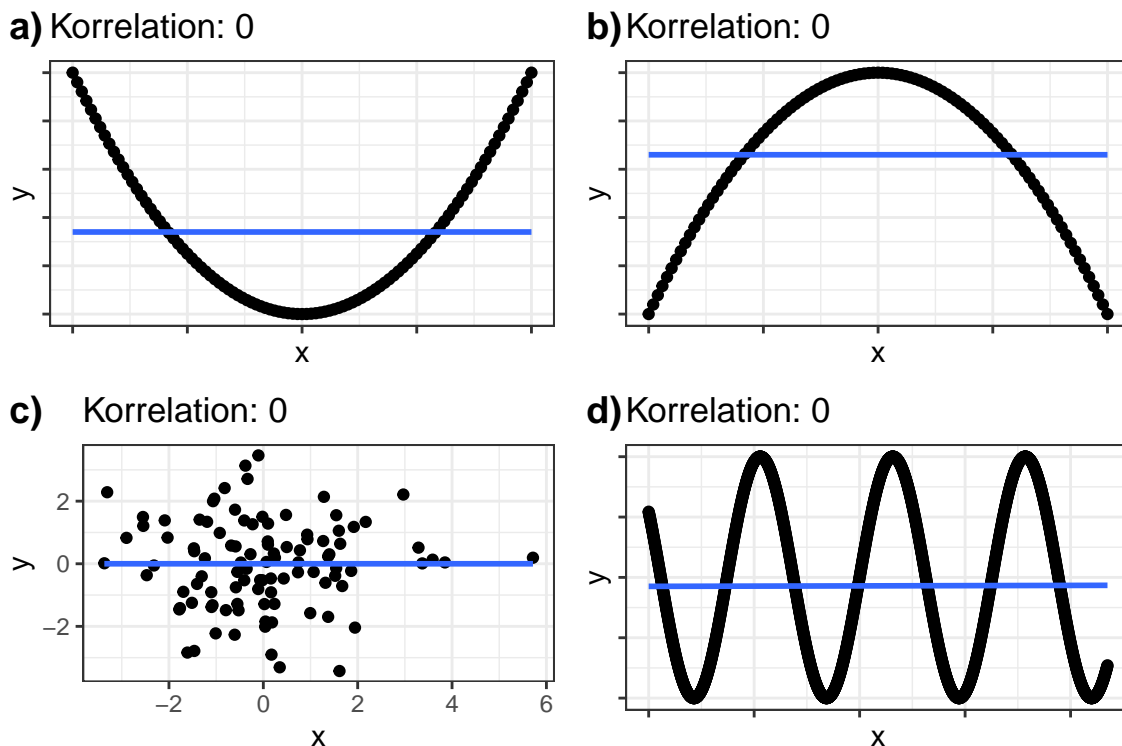 a) Korrelation: 0
y
x
b) Korrelation: 0
y
x
c) Korrelation: 0
2
0
−2
y
−2 0 2 4 6
x
d) Korrelation: 0
y
x